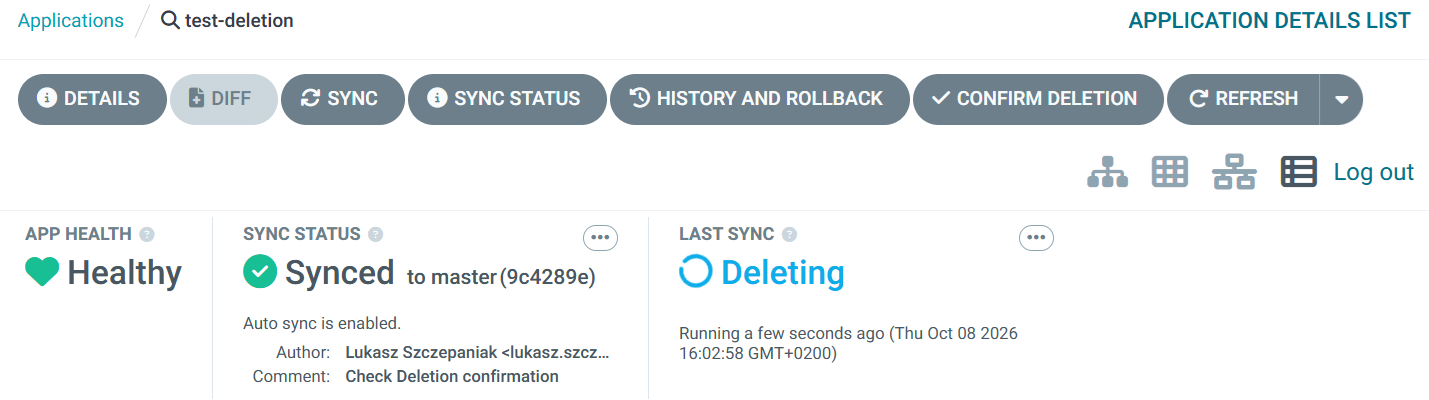 Applications / test-deletion APPLICATION DETAILS LIST
DETAILS DIFF SYNC SYNC STATUS HISTORY AND ROLLBACK CONFIRM DELETION REFRESH
Log out
APP HEALTH ?
Healthy
SYNC STATUS ?
Synced to master (9c4289e)
Auto sync is enabled.
Author: Lukasz Szczepaniak <lukasz.szcz...
Comment: Check Deletion confirmation
LAST SYNC ?
Deleting
Running a few seconds ago (Thu Oct 08 2026
16:02:58 GMT+0200)